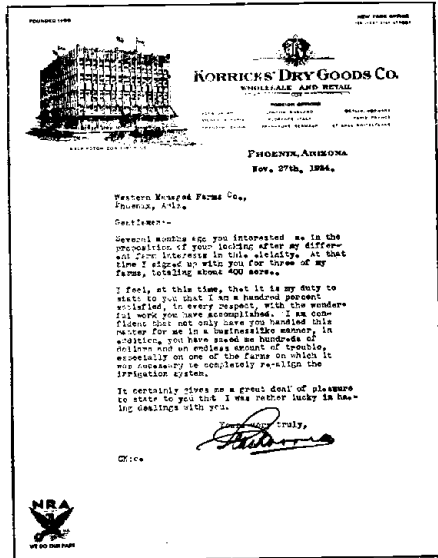 FOUNDED 1895
NEW YORK OFFICE
KORRICKS' DRY GOODS CO.
WHOLESALE AND RETAIL
FOREIGN OFFICES
PHOENIX, ARIZONA
Nov. 27th, 1934.
Western Managed Farms Co.,
Phoenix, Ariz.
Gentlemen:-
Several months ago you interested me in the
proposition of your looking after my differ-
ent farm interests in this vicinity. At that
time I signed up with you for three of my
farms, totaling about 400 acres.
I feel, at this time, that it is my duty to
state to you that I am a hundred percent
satisfied, in every respect, with the wonder-
ful work you have accomplished. I am con-
fident that not only have you handled this
matter for me in a businesslike manner, in
addition, you have saved me hundreds of
dollars and an endless amount of trouble,
especially on one of the farms on which it
was necessary to completely re-align the
irrigation system.
It certainly gives me a great deal of pleasure
to state to you that I was rather lucky in hav-
ing dealings with you.
Yours very truly,
NRA
WE DO OUR PART